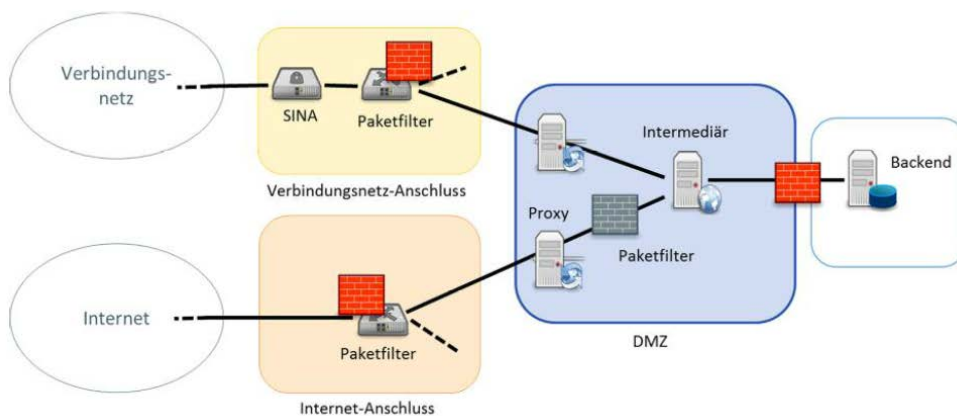 Verbindungs-
netz
SINA
Paketfilter
Verbindungsnetz-Anschluss
Internet
Paketfilter
Internet-Anschluss
Proxy
Intermediär
Paketfilter
DMZ
Backend